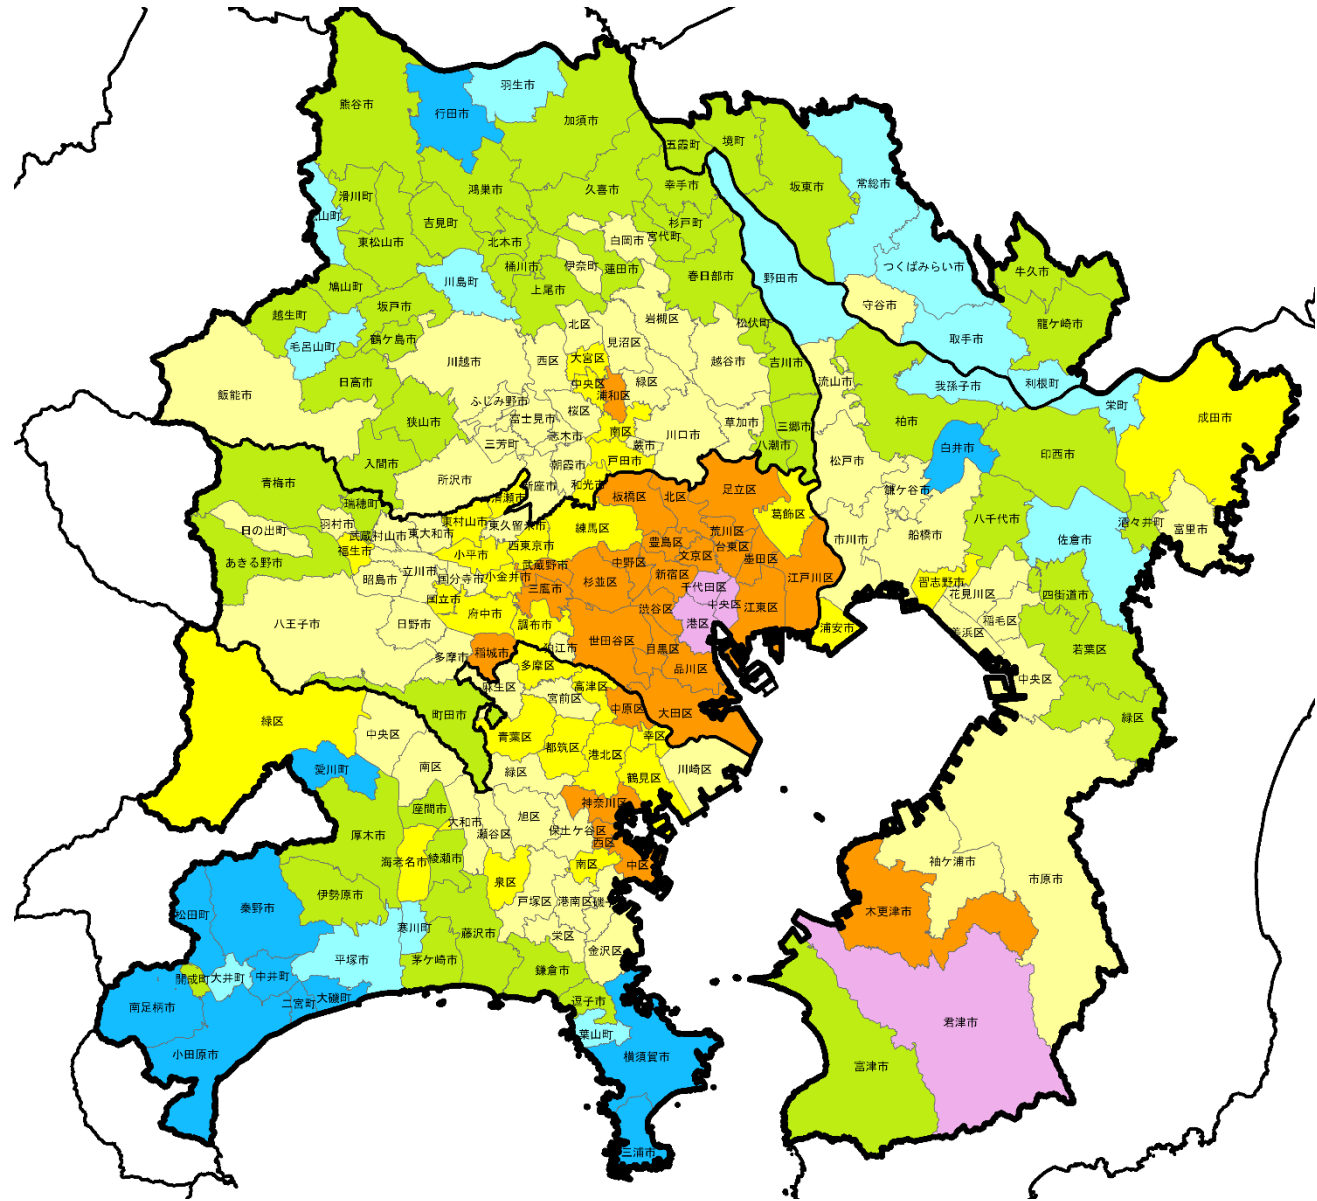 羽生市
熊谷市
行田市
加須市
五霞町
境町
常総市
坂東市
幸手市
久喜市
鴻巣市
滑川町
山町
吉見町
杉戸町
宮代町
白岡市
東松山市
北本市
桶川市
伊奈町
蓮田市
春日部市
野田市
つくばみらい市
牛久市
川島町
上尾市
鳩山町
守谷市
坂戸市
越生町
岩槻区
松伏町
龍ケ崎市
北区
鶴ケ島市
毛呂山町
見沼区
取手市
川越市
西区
大宮区
越谷市
吉川市
日高市
中央区
緑区
流山市
我孫子市
利根町
栄町
飯能市
浦和区
ふじみ野市
富士見市
桜区
狭山市
草加市
三郷市
柏市
成田市
志木市
南区
川口市
三芳町
蕨市
八潮市
白井市
印西市
入間市
朝霞市
戸田市
松戸市
所沢市
新座市
和光市
青梅市
鎌ケ谷市
足立区
板橋区
北区
清瀬市
瑞穂町
葛飾区
八千代市
酒々井町
羽村市
東村山市
東久留米市
日の出町
武蔵村山市
東大和市
練馬区
荒川区
船橋市
富里市
市川市
佐倉市
福生市
小平市
西東京市
豊島区
台東区
文京区
墨田区
あきる野市
武蔵野市
中野区
立川市
国分寺市
小金井市
新宿区
昭島市
三鷹市
杉並区
千代田区
江戸川区
習志野市
花見川区
四街道市
国立市
府中市
渋谷区
中央区
江東区
八王子市
日野市
調布市
港区
浦安市
稲毛区
美浜区
世田谷区
狛江市
目黒区
稲城市
若葉区
多摩市
多摩区
品川区
中央区
麻生区
高津区
宮前区
中原区
大田区
町田市
緑区
緑区
中央区
青葉区
幸区
都筑区
港北区
南区
緑区
愛川町
鶴見区
川崎区
座間市
神奈川区
旭区
大和市
瀬谷区
保土ケ谷区
厚木市
西区
海老名市
綾瀬市
南区
中区
袖ケ浦市
泉区
市原市
伊勢原市
戸塚区
港南区
磯子
秦野市
松田町
木更津市
寒川町
藤沢市
栄区
金沢区
平塚市
茅ケ崎市
鎌倉市
開成町
大井町
中井町
二宮町
大磯町
逗子市
南足柄市
君津市
葉山町
小田原市
横須賀市
富津市
三浦市